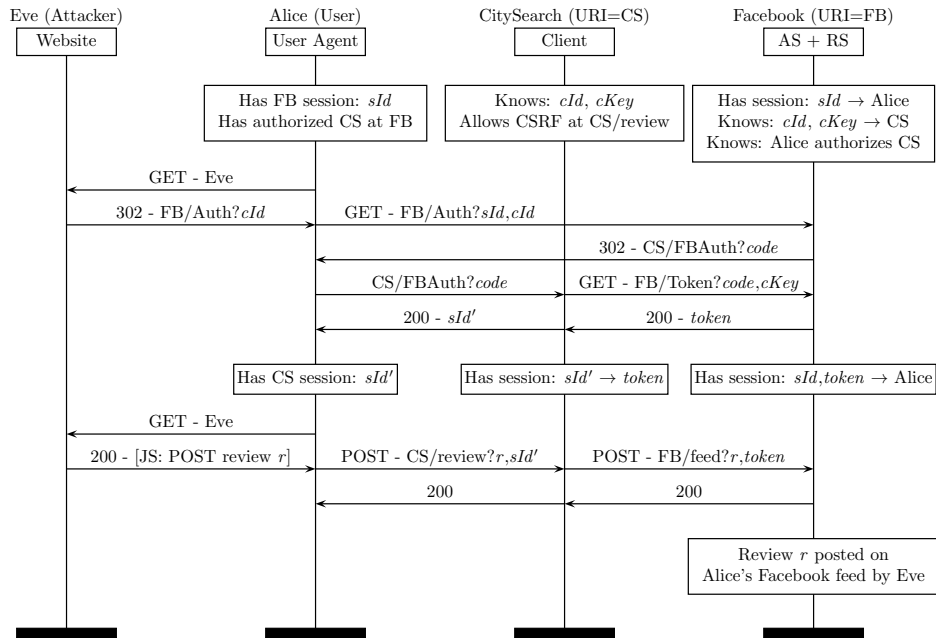 Eve (Attacker) Alice (User) CitySearch (URI=CS) Facebook (URI=FB)
Website User Agent Client AS + RS
Has FB session: sId
Has authorized CS at FB
Knows: cId, cKey
Allows CSRF at CS/review
Has session: sId → Alice
Knows: cId, cKey → CS
Knows: Alice authorizes CS
GET - Eve
302 - FB/Auth?cId GET - FB/Auth?sId,cId
302 - CS/FBAuth?code
CS/FBAuth?code GET - FB/Token?code,cKey
200 - sId′ 200 - token
Has CS session: sId′ Has session: sId′ → token Has session: sId,token → Alice
GET - Eve
200 - [JS: POST review r] POST - CS/review?r,sId′ POST - FB/feed?r,token
200 200
Review r posted on
Alice's Facebook feed by Eve